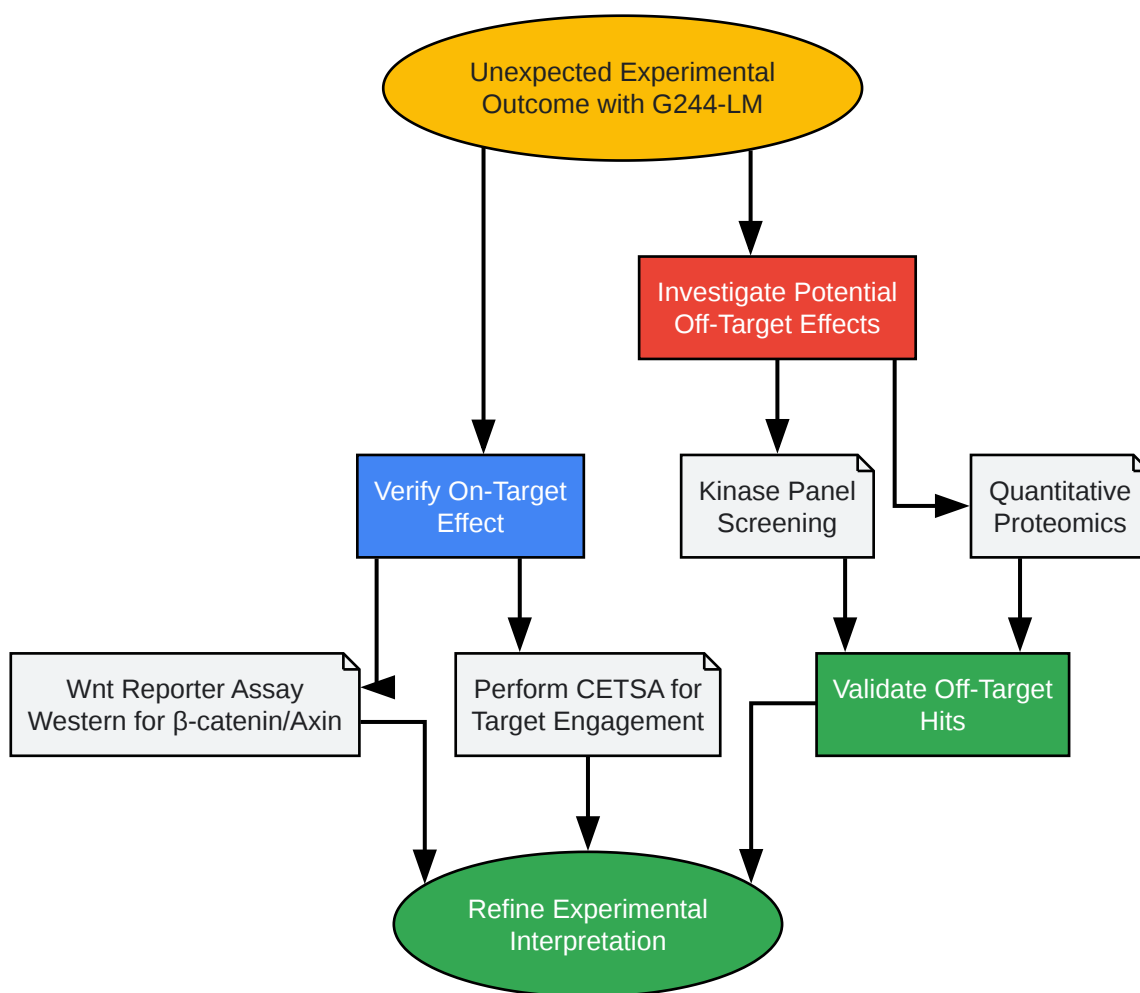 Unexpected Experimental
Outcome with G244-LM
Investigate Potential
Off-Target Effects
Verify On-Target
Effect
Kinase Panel
Screening
Quantitative
Proteomics
Wnt Reporter Assay
Western for β-catenin/Axin
Perform CETSA for
Target Engagement
Validate Off-Target
Hits
Refine Experimental
Interpretation